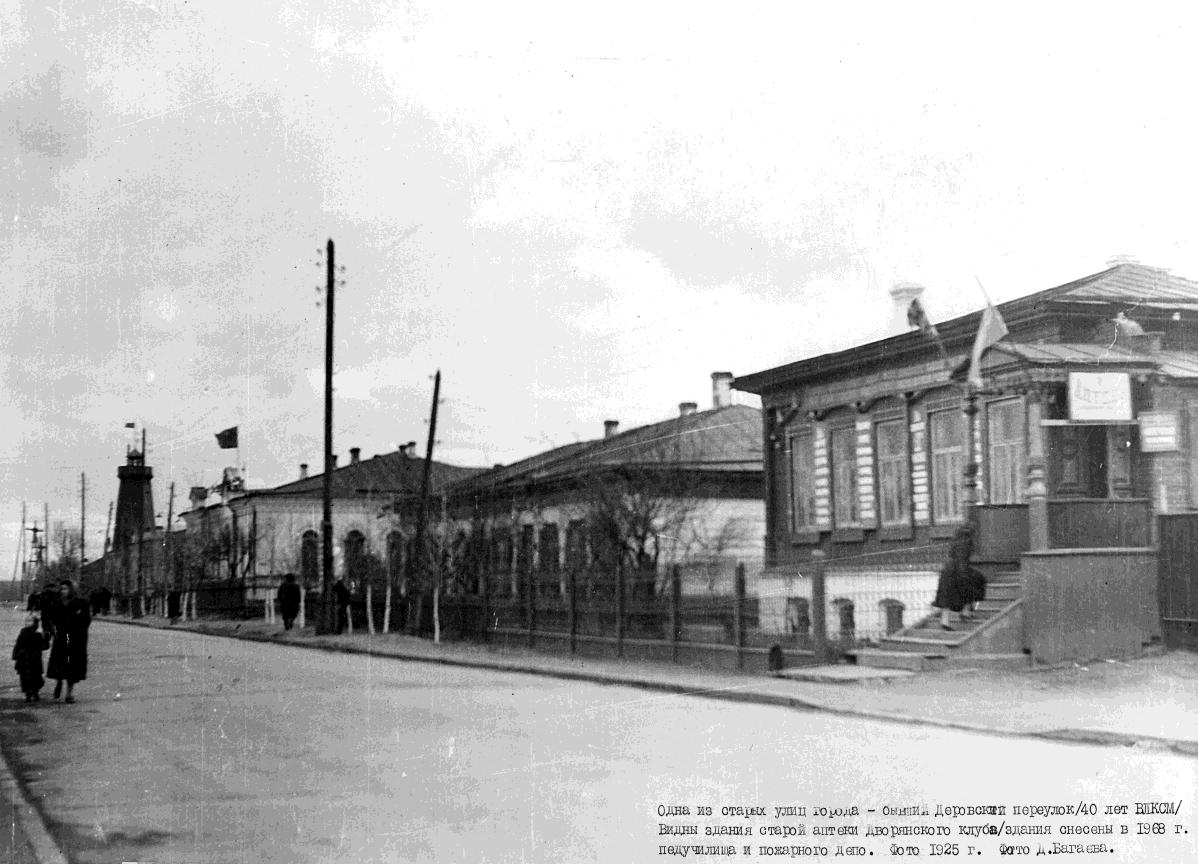 АПТЕКА
Одна из старых улиц города - бывший Деровский переулок/40 лет ВЛКСМ/
Видны здания старой аптеки дворянского клуба/здания снесены в 1968 г.
педучилища и пожарного депо. Фото 1925 г. Фото Д.Багаева.